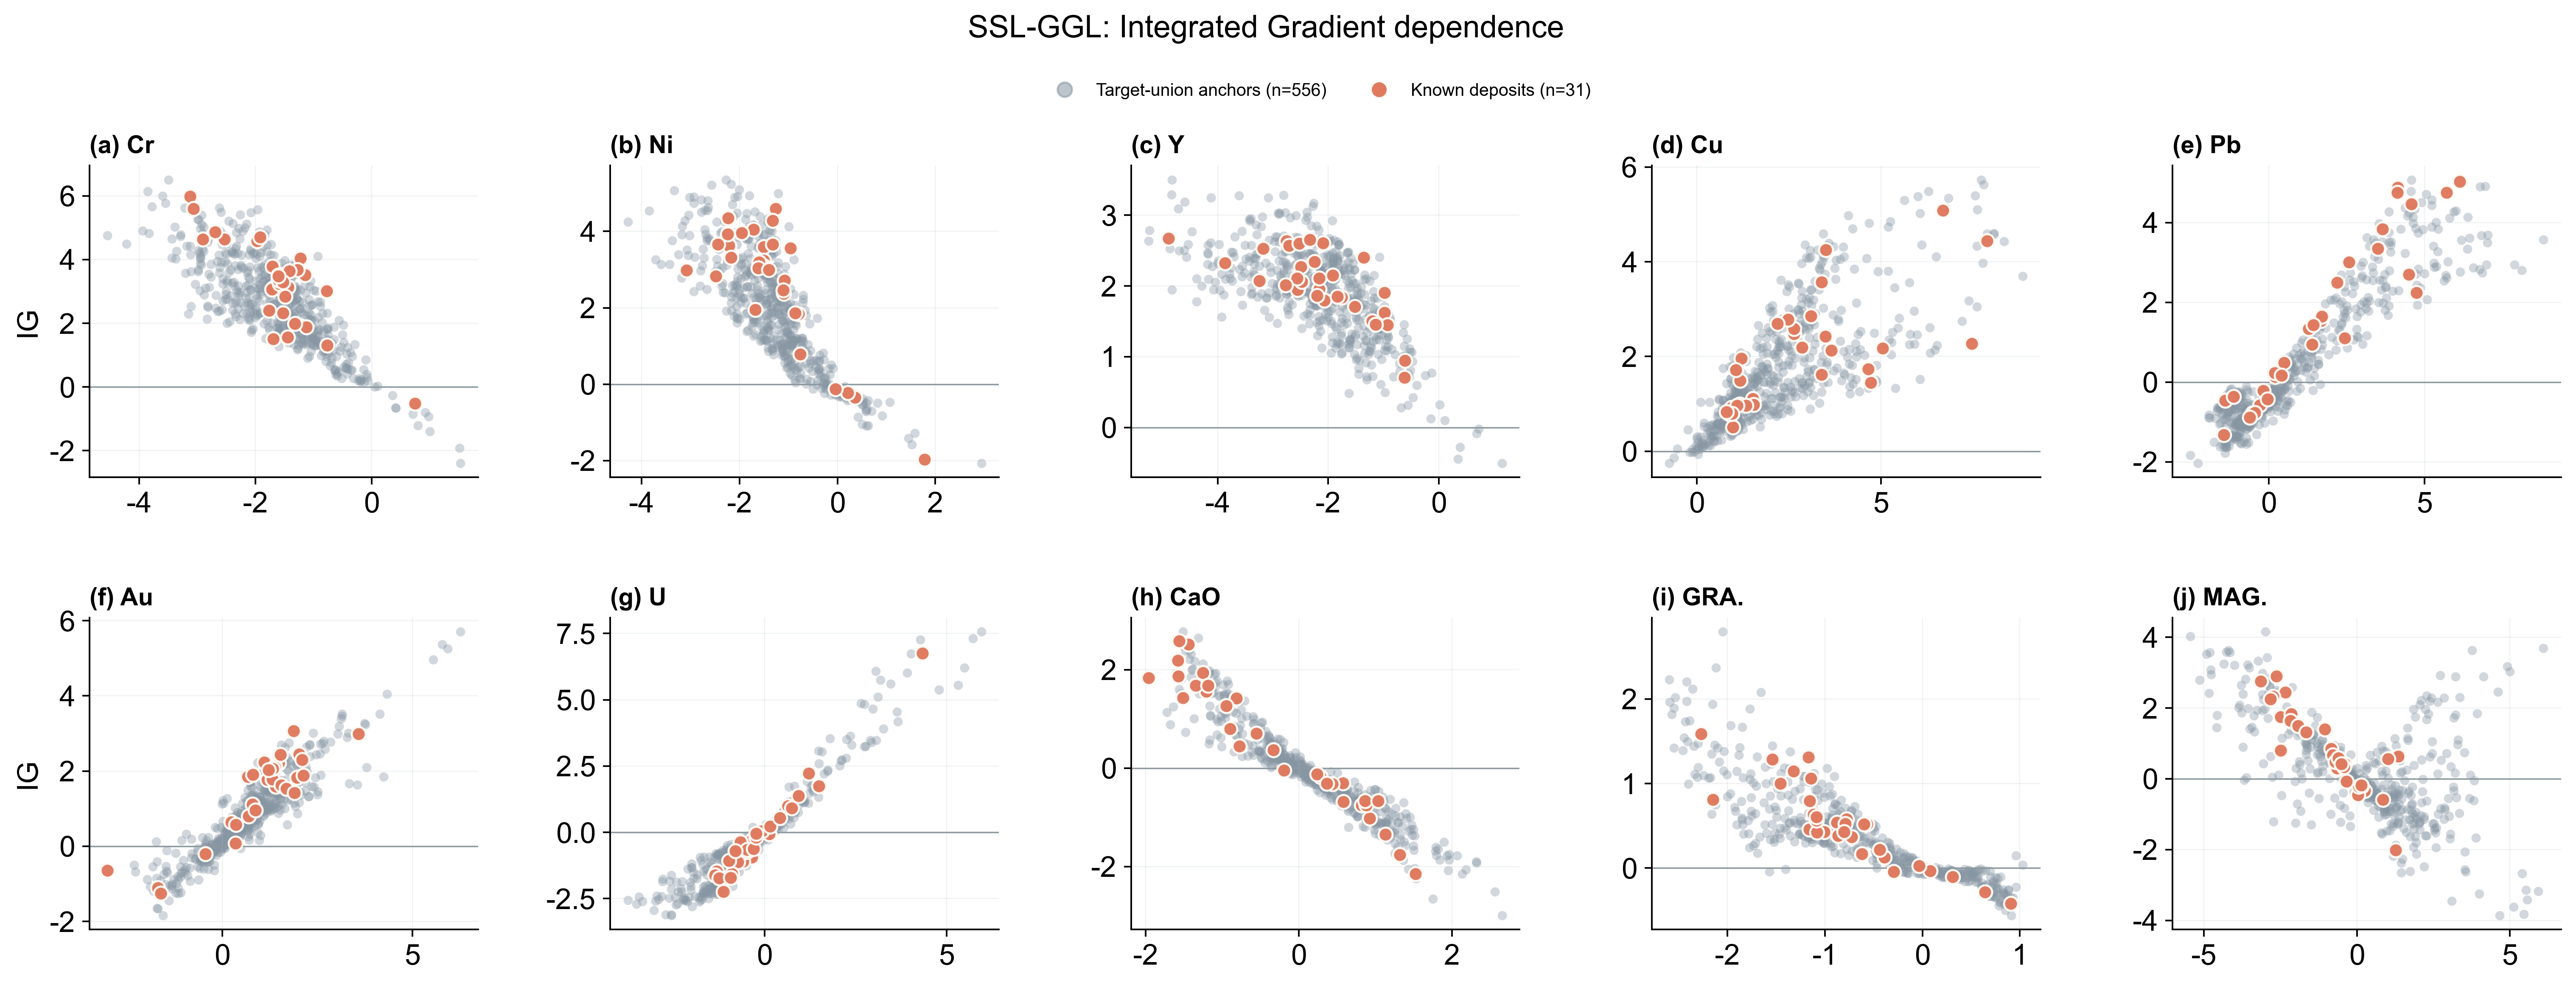 SSL-GGL: Integrated Gradient dependence
Target-union anchors (n=556) Known deposits (n=31)
(a) Cr (b) Ni (c) Y (d) Cu (e) Pb
IG
6 4 2 0 -2
-4 -2 0
4 2 0 -2
-4 -2 0 2
3 2 1 0
-4 -2 0
6 4 2 0
0 5
4 2 0 -2
0 5
(f) Au (g) U (h) CaO (i) GRA. (j) MAG.
IG
6 4 2 0 -2
0 5
7.5 5.0 2.5 0.0 -2.5
0 5
2 0 -2
-2 0 2
2 1 0
-2 -1 0 1
4 2 0 -2 -4
-5 0 5